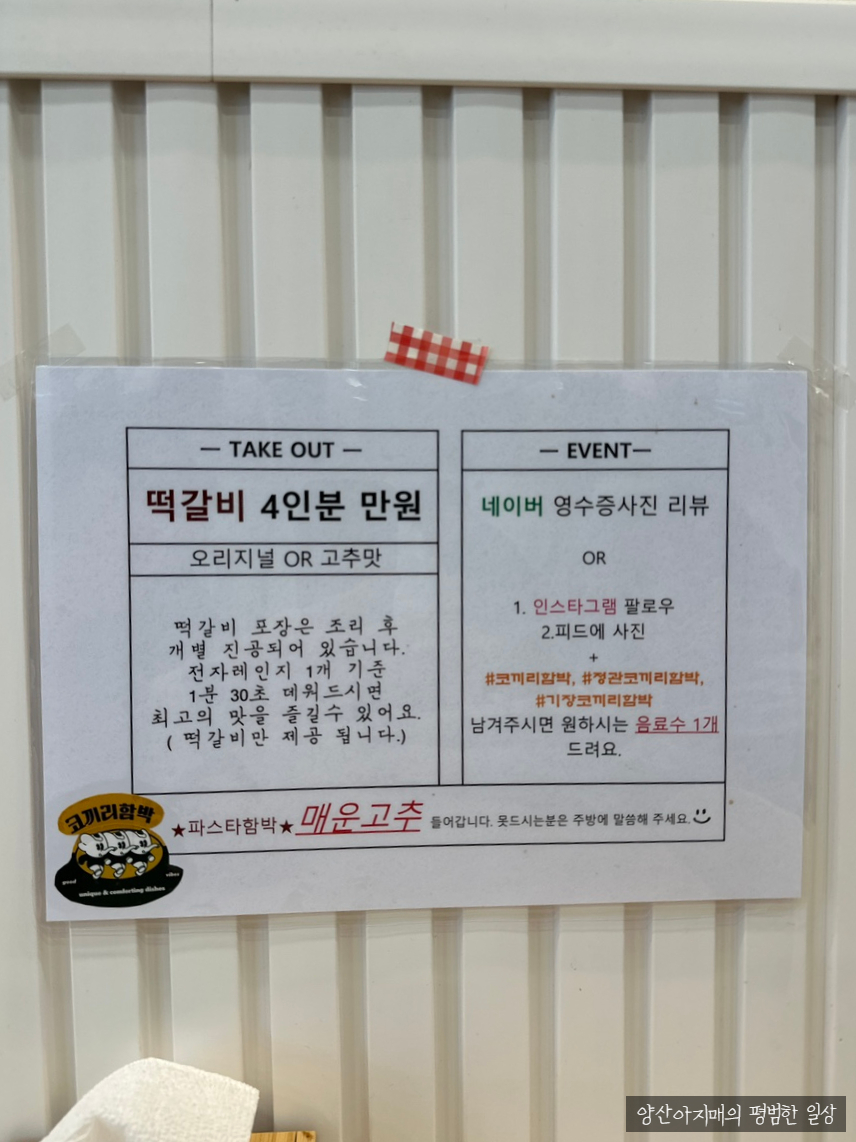 — TAKE OUT —
떡갈비 4인분 만원
오리지널 OR 고추맛
떡갈비 포장은 조리 후
개별 진공되어 있습니다.
전자레인지 1개 기준
1분 30초 데워드시면
최고의 맛을 즐길수 있어요.
( 떡갈비만 제공 됩니다.)
— EVENT—
네이버 영수증사진 리뷰
OR
1. 인스타그램 팔로우
2.피드에 사진
+
#코끼리함박, #정관코끼리함박,
#기장코끼리함박
남겨주시면 원하시는 음료수 1개
드려요.
★파스타함박★ 매운고추 들어갑니다. 못드시는분은 주방에 말씀해 주세요.
코끼리함박
good vibes
unique & comforting dishes
양산아지매의 평범한 일상